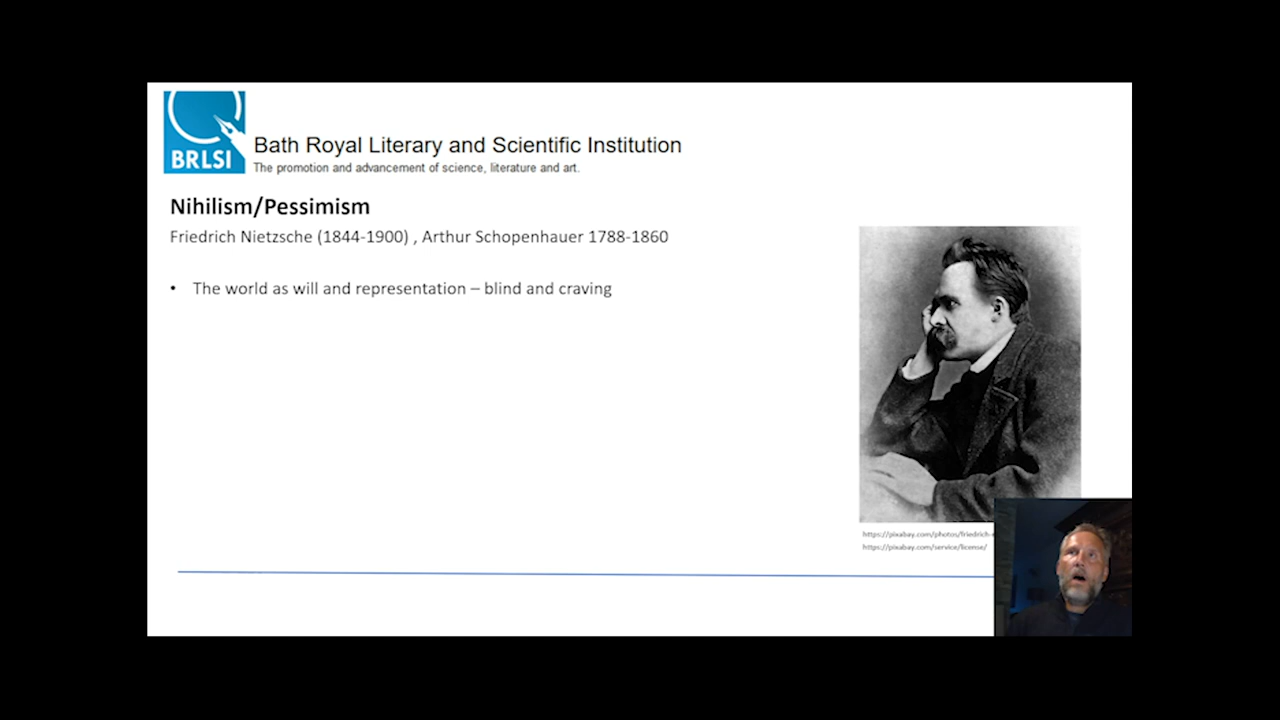 BRLSI
Bath Royal Literary and Scientific Institution
The promotion and advancement of science, literature and art.
Nihilism/Pessimism
Friedrich Nietzsche (1844-1900) , Arthur Schopenhauer 1788-1860
• The world as will and representation – blind and craving
https://pixabay.com/photos/friedrich-
https://pixabay.com/service/license/